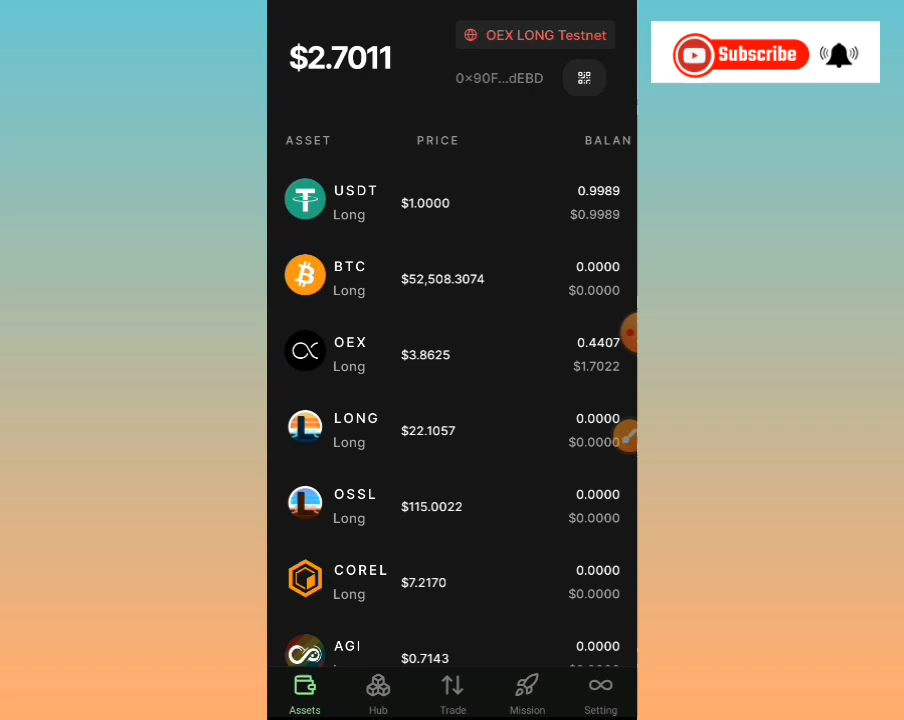 $2.7011
OEX LONG Testnet
0×90F...dEBD
Subscribe
ASSET PRICE BALAN
USDT
Long
$1.0000
0.9989
$0.9989
BTC
Long
$52,508.3074
0.0000
$0.0000
OEX
Long
$3.8625
0.4407
$1.7022
LONG
Long
$22.1057
0.0000
$0.0000
OSSL
Long
$115.0022
0.0000
$0.0000
COREL
Long
$7.2170
0.0000
$0.0000
AGI
$0.7143
0.0000
Assets Hub Trade Mission Setting